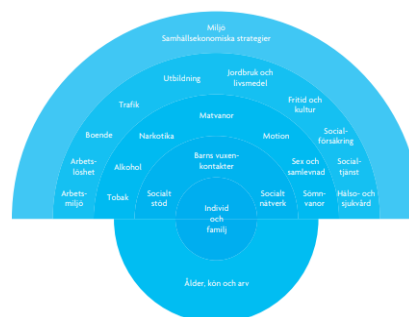 Miljö
Samhällsekonomiska strategier
Utbildning
Jordbruk och
livsmedel
Trafik
Fritid och
kultur
Matvanor
Boende
Narkotika
Motion
Social-
försäkring
Barns vuxen-
kontakter
Arbets-
löshet
Alkohol
Sex och
samlevnad
Social-
tjänst
Arbets-
miljö
Tobak
Socialt
stöd
Individ
och
familj
Socialt
nätverk
Sömn-
vanor
Hälso- och
sjukvård
Ålder, kön och arv